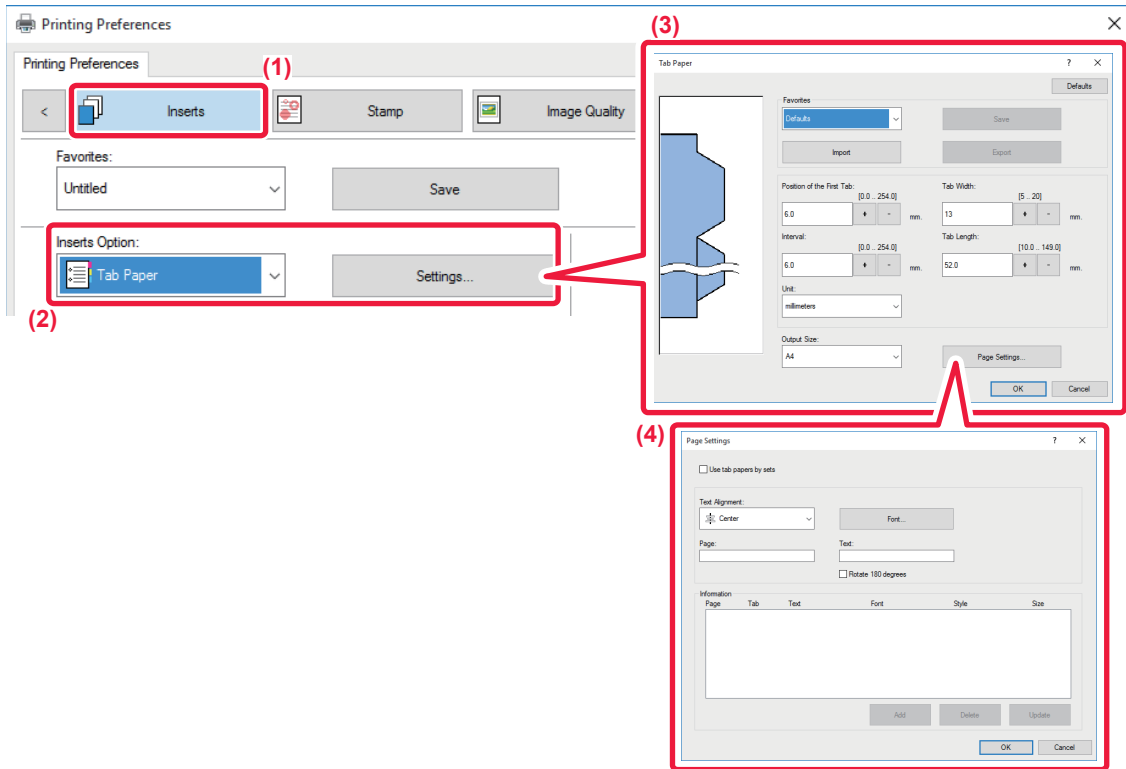 Printing Preferences
Printing Preferences
(1)
< Inserts Stamp Image Quality
Favorites:
Untitled Save
Inserts Option:
Tab Paper Settings...
(2)
(3)
Tab Paper ? ×
Defaults
Favorites
Defaults Save
Import Export
Position of the First Tab: Tab Width:
[0.0 .. 254.0] [5 .. 20]
6.0 + - mm. 13 + - mm.
Interval: Tab Length:
[0.0 .. 254.0] [10.0 .. 149.0]
6.0 + - mm. 52.0 + - mm.
Unit:
millimeters
Output Size:
A4 Page Settings...
OK Cancel
(4)
Page Settings ? ×
Use tab papers by sets
Text Alignment:
Center Font...
Page: Text:
Rotate 180 degrees
Information
Page Tab Text Font Style Size
Add Delete Update
OK Cancel